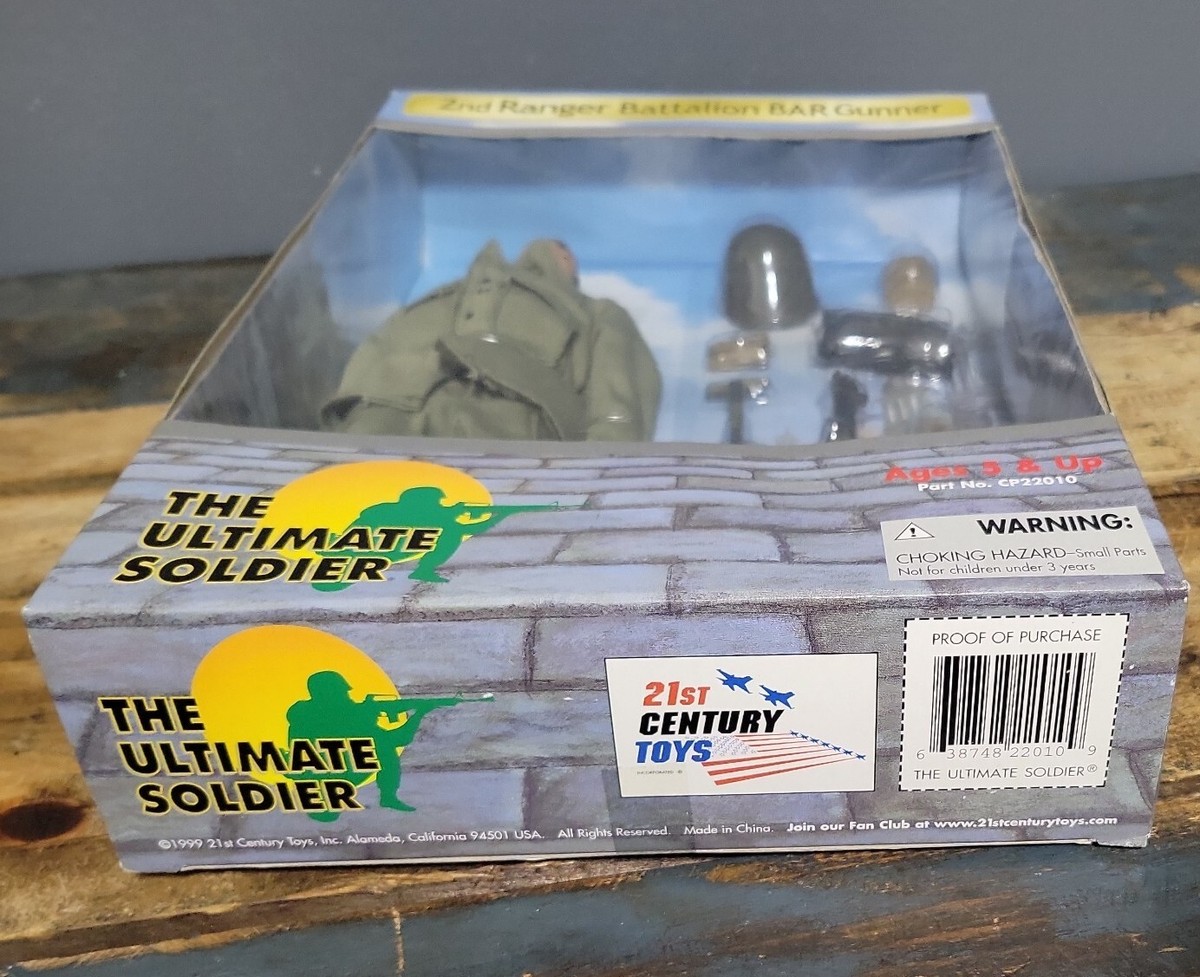 2nd Ranger Battalion BAR Gunner
THE
ULTIMATE
SOLDIER
Ages 5 & Up
Part No. CP22010
WARNING:
CHOKING HAZARD–Small Parts
Not for children under 3 years
THE
ULTIMATE
SOLDIER
21ST
CENTURY
TOYS
INCORPORATED ®
PROOF OF PURCHASE
6 38748 22010 9
THE ULTIMATE SOLDIER®
©1999 21st Century Toys, Inc. Alameda, California 94501 USA. All Rights Reserved. Made in China. Join our Fan Club at www.21stcenturytoys.com